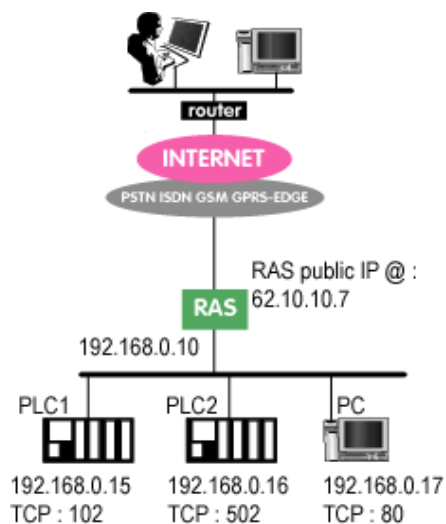 router
INTERNET
PSTN ISDN GSM GPRS-EDGE
RAS public IP @ :
62.10.10.7
RAS
192.168.0.10
PLC1
PLC2
PC
192.168.0.15
TCP : 102
192.168.0.16
TCP : 502
192.168.0.17
TCP : 80